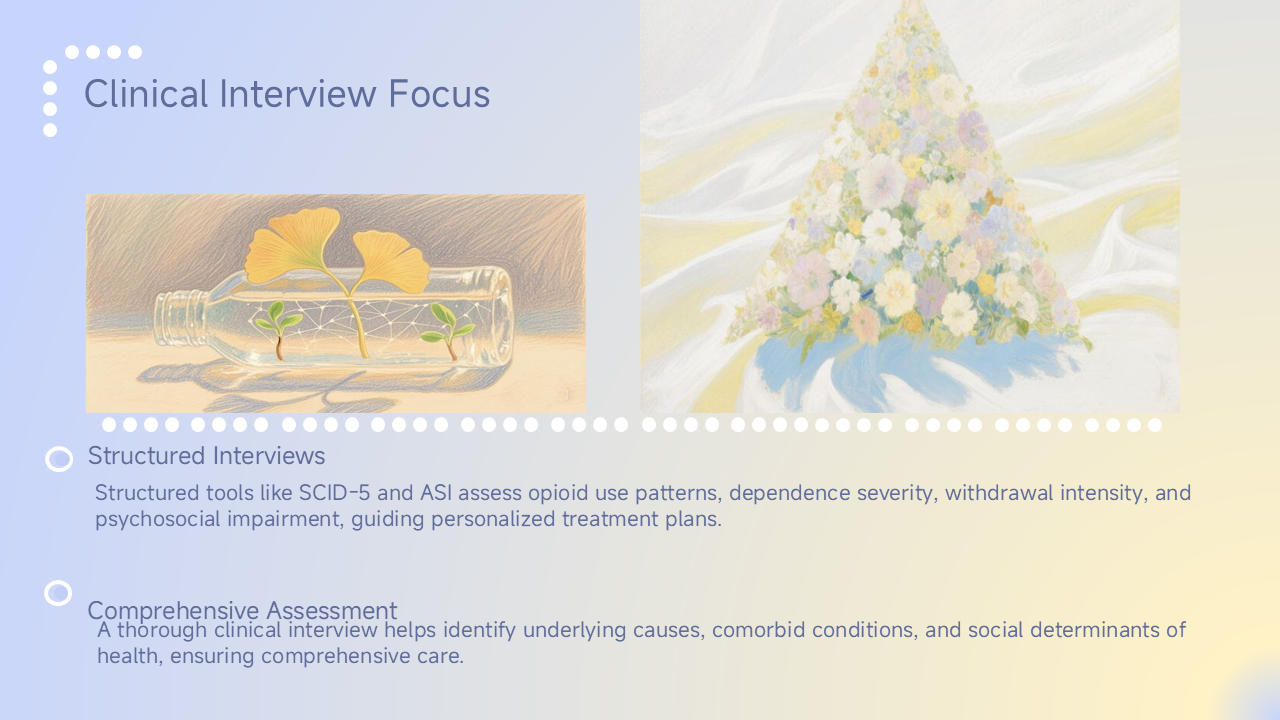 Clinical Interview Focus
Structured Interviews
Structured tools like SCID-5 and ASI assess opioid use patterns, dependence severity, withdrawal intensity, and
psychosocial impairment, guiding personalized treatment plans.
Comprehensive Assessment
A thorough clinical interview helps identify underlying causes, comorbid conditions, and social determinants of
health, ensuring comprehensive care.